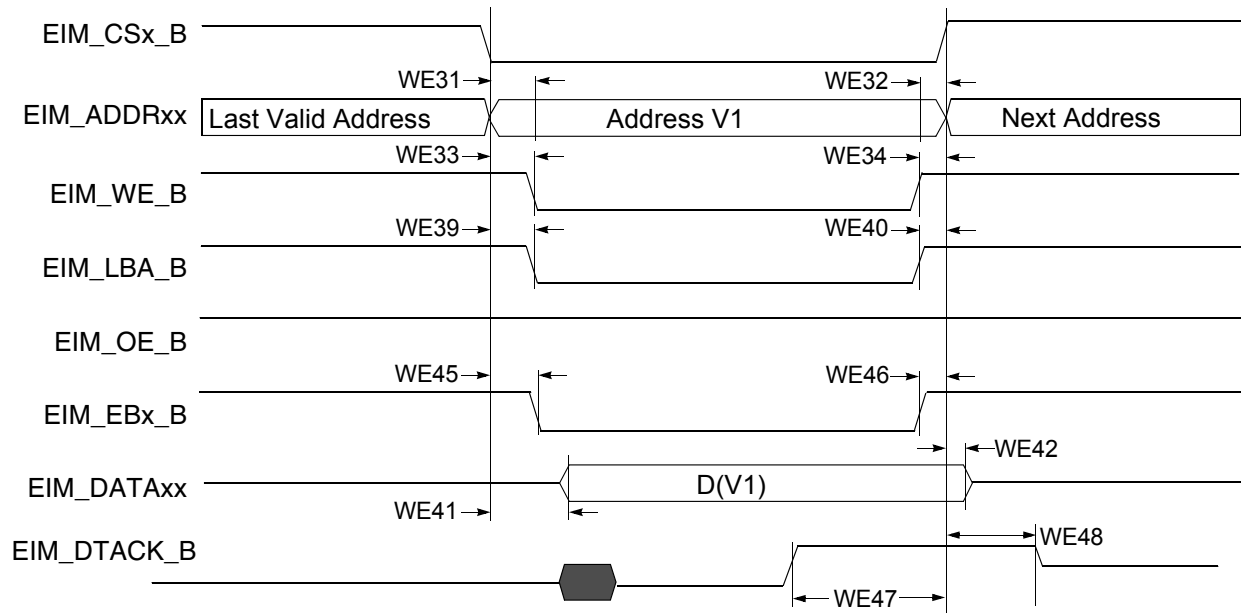 EIM_CSx_B
WE31
WE32
EIM_ADDRxx
Last Valid Address
Address V1
Next Address
WE33
WE34
EIM_WE_B
WE39
WE40
EIM_LBA_B
EIM_OE_B
WE45
WE46
EIM_EBx_B
WE42
EIM_DATAxx
D(V1)
WE41
EIM_DTACK_B
WE48
WE47